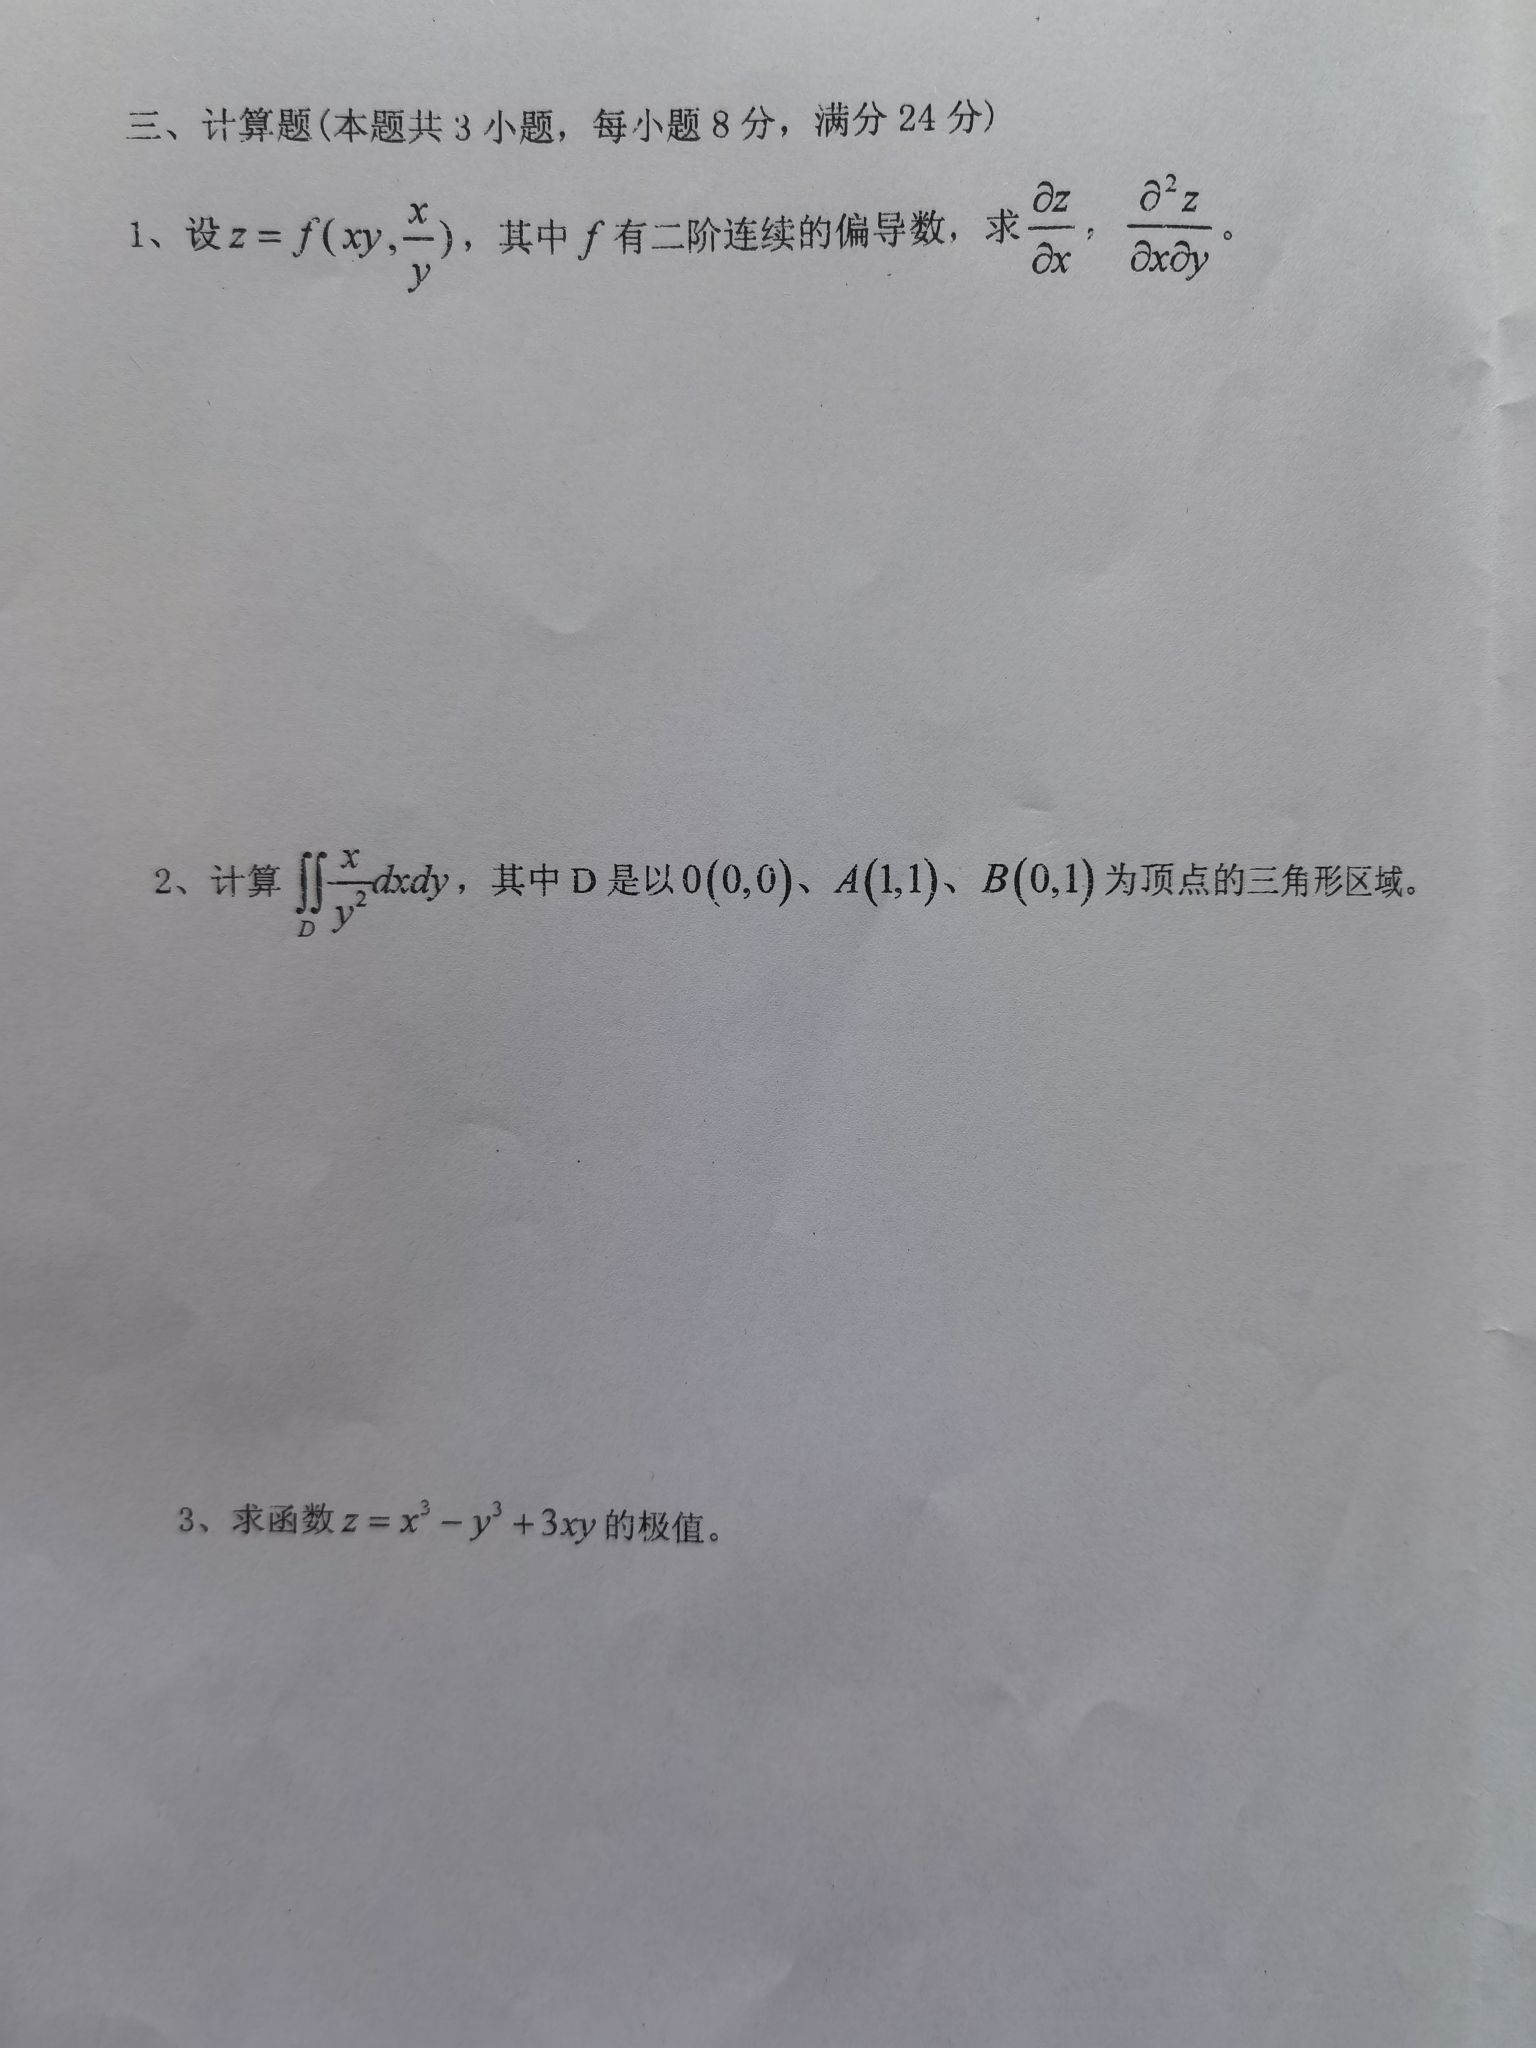 三、计算题(本题共3小题，每小题8分，满分24分)
1、设 $z = f(xy, \frac{x}{y})$，其中 $f$ 有二阶连续的偏导数，求 $\frac{\partial z}{\partial x}$，$\frac{\partial^2 z}{\partial x \partial y}$。
2、计算 $\iint\limits_{D} \frac{x}{y^2} dxdy$，其中 D 是以 $0(0,0)$、$A(1,1)$、$B(0,1)$ 为顶点的三角形区域。
3、求函数 $z = x^3 - y^3 + 3xy$ 的极值。